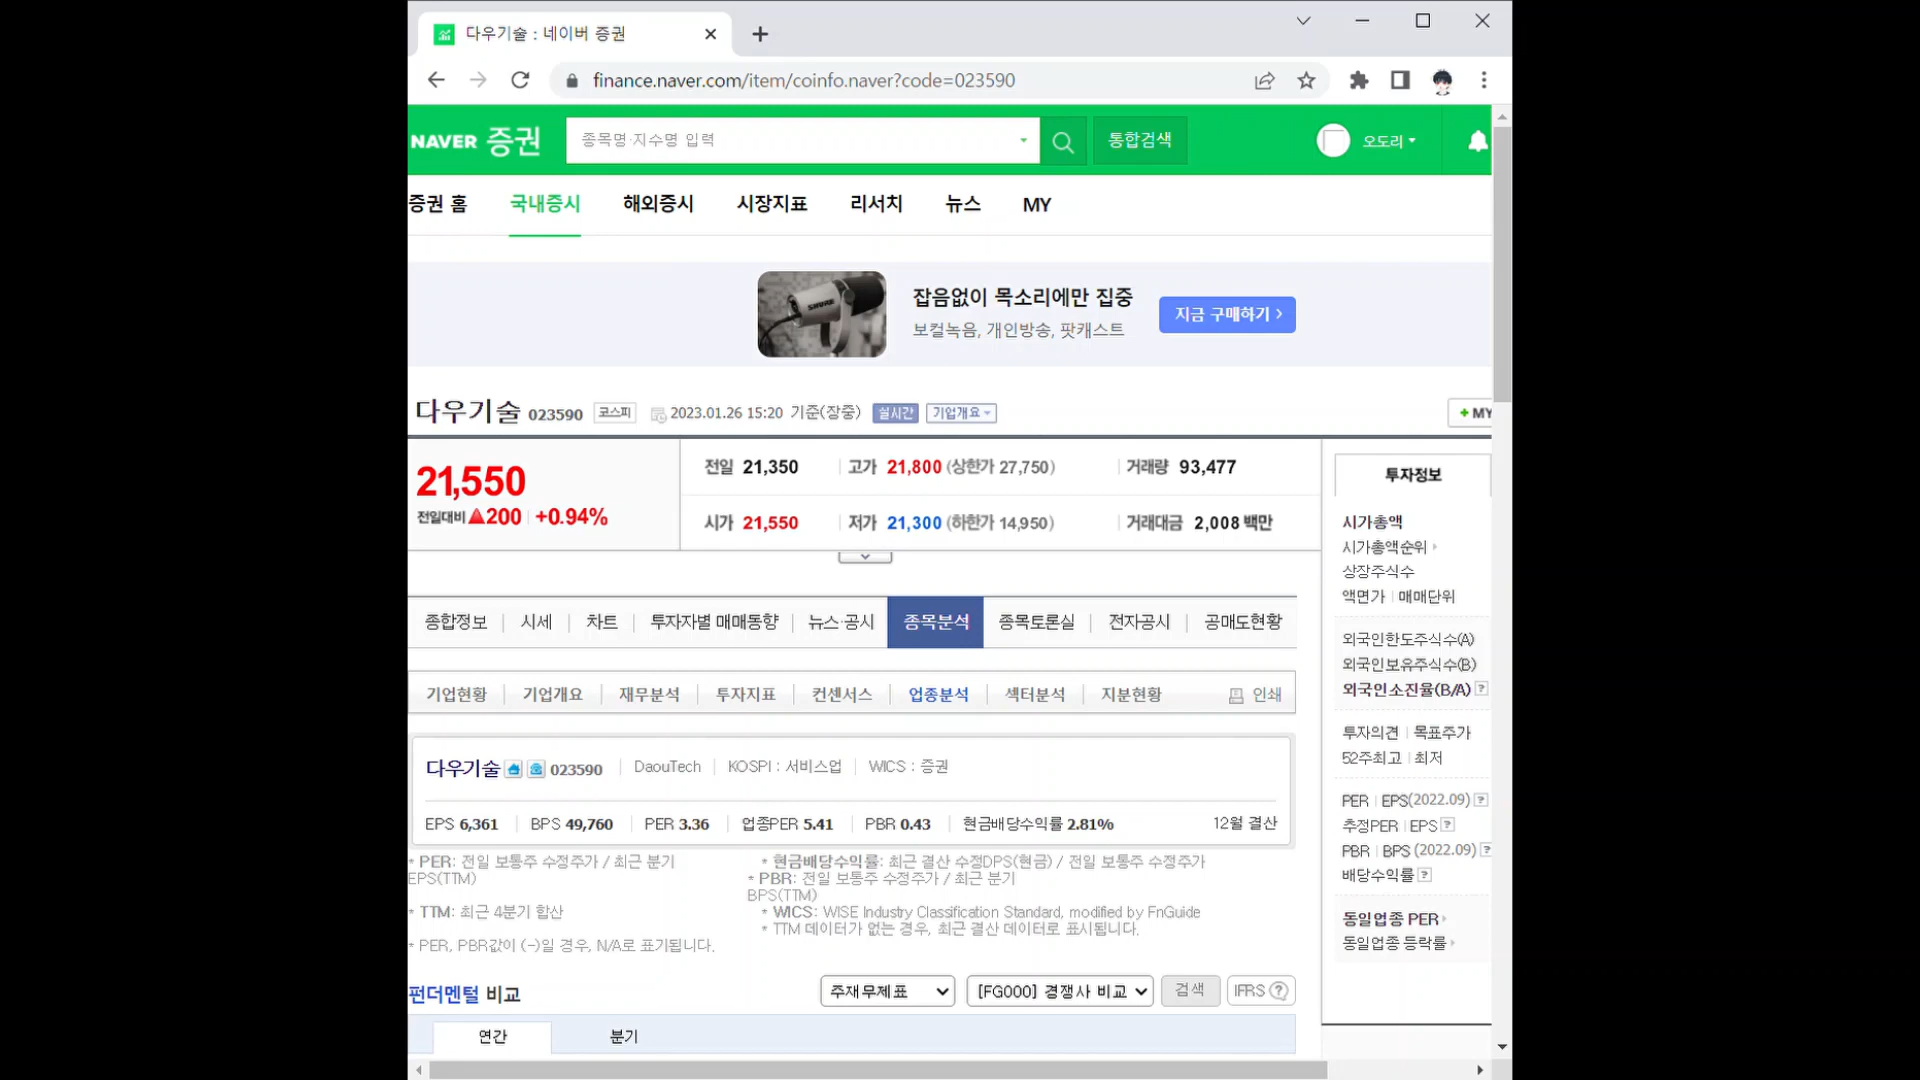 다우기술 : 네이버 증권
finance.naver.com/item/coinfo.naver?code=023590
NAVER 증권
종목명·지수명 입력
통합검색
오도리
증권 홈 국내증시 해외증시 시장지표 리서치 뉴스 MY
SHURE
잡음없이 목소리에만 집중
보컬녹음, 개인방송, 팟캐스트
지금 구매하기 >
다우기술 023590 코스피 2023.01.26 15:20 기준(장중) 실시간 기업개요
+ MY
21,550
전일대비 ▲200 +0.94%
전일 21,350 고가 21,800 (상한가 27,750) 거래량 93,477
시가 21,550 저가 21,300 (하한가 14,950) 거래대금 2,008 백만
종합정보 시세 차트 투자자별 매매동향 뉴스·공시 종목분석 종목토론실 전자공시 공매도현황
기업현황 기업개요 재무분석 투자지표 컨센서스 업종분석 섹터분석 지분현황 인쇄
다우기술 023590 DaouTech KOSPI : 서비스업 WICS : 증권
EPS 6,361 BPS 49,760 PER 3.36 업종PER 5.41 PBR 0.43 현금배당수익률 2.81% 12월 결산
* PER: 전일 보통주 수정주가 / 최근 분기
EPS(TTM)
* TTM: 최근 4분기 합산
* PER, PBR값이 (-)일 경우, N/A로 표기됩니다.
* 현금배당수익률: 최근 결산 수정DPS(현금) / 전일 보통주 수정주가
* PBR: 전일 보통주 수정주가 / 최근 분기
BPS(TTM)
* WICS: WISE Industry Classification Standard, modified by FnGuide
* TTM 데이터가 없는 경우, 최근 결산 데이터로 표시됩니다.
펀더멘털 비교 주재무제표 [FG000] 경쟁사 비교 검색 IFRS ?
연간 분기
투자정보
시가총액
시가총액순위
상장주식수
액면가 매매단위
외국인한도주식수(A)
외국인보유주식수(B)
외국인소진율(B/A) ?
투자의견 목표주가
52주최고 최저
PER EPS(2022.09) ?
추정PER EPS ?
PBR BPS (2022.09) ?
배당수익률 ?
동일업종 PER
동일업종 등락률